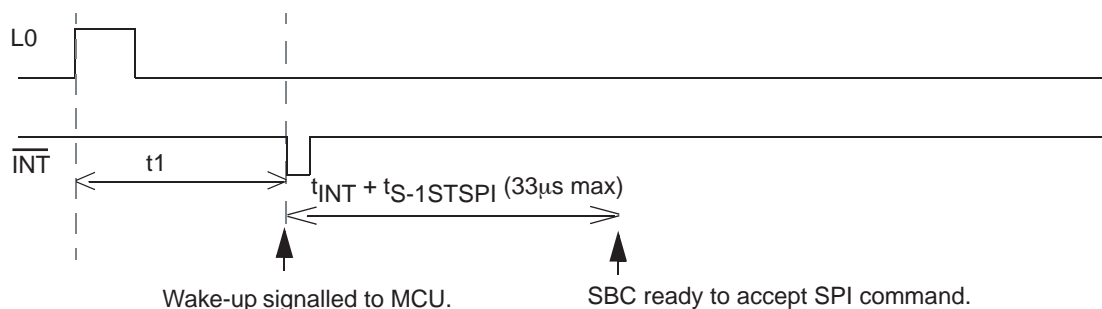 L0
INT
t1
tINT + tS-1STSPI (33μs max)
Wake-up signalled to MCU.
SBC ready to accept SPI command.